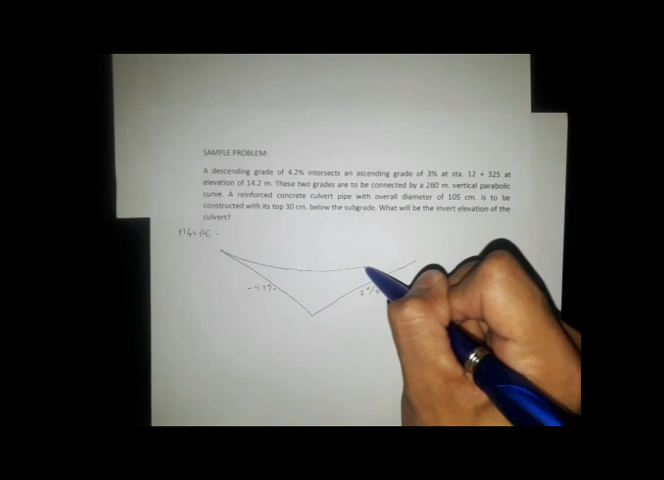 SAMPLE PROBLEM:
A descending grade of 4.2% intersects an ascending grade of 3% at sta. 12 + 325 at
elevation of 14.2 m. These two grades are to be connected by a 260 m. vertical parabolic
curve. A reinforced concrete culvert pipe with overall diameter of 105 cm. is to be
constructed with its top 30 cm. below the subgrade. What will be the invert elevation of the
culvert?
FIGURE:
-4.2%